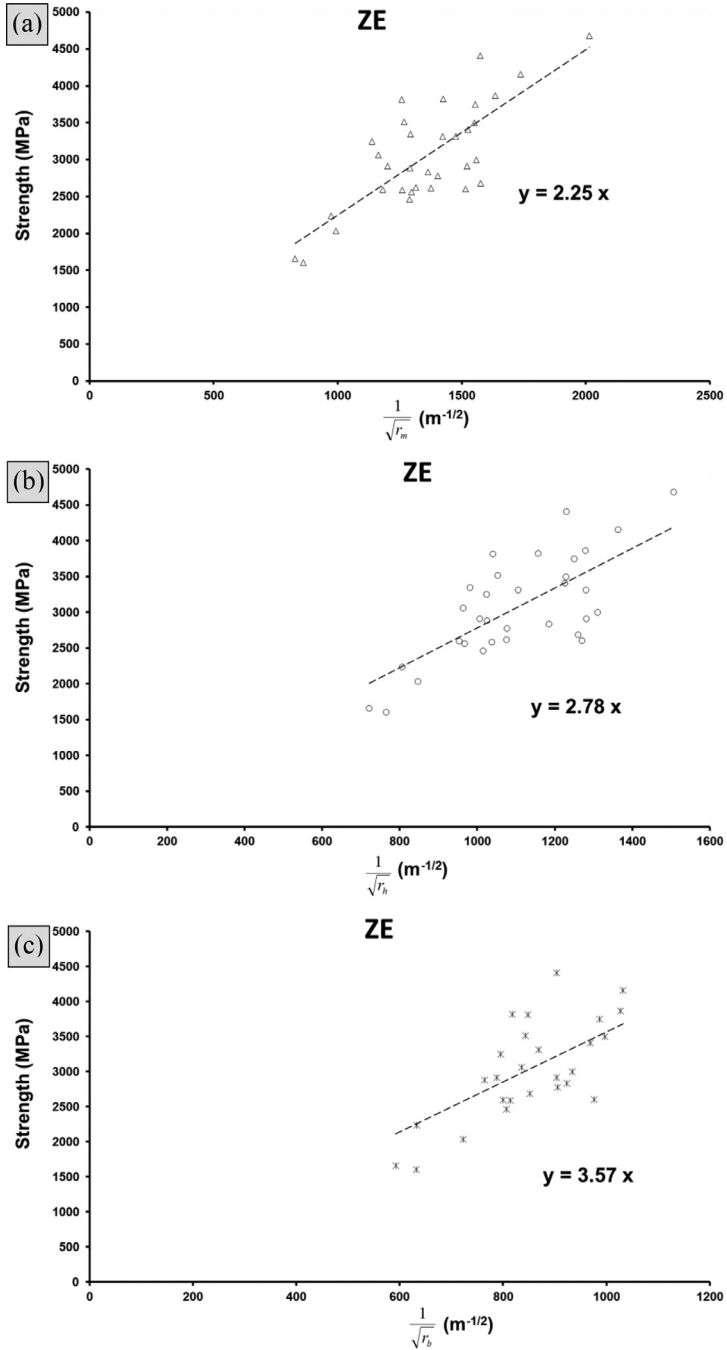 (a)
ZE
5000
4500
4000
3500
3000
2500
2000
1500
1000
500
0
Strength (MPa)
y = 2.25 x
0 500 1000 1500 2000 2500
1/√r_m (m^-1/2)
(b)
ZE
5000
4500
4000
3500
3000
2500
2000
1500
1000
500
0
Strength (MPa)
y = 2.78 x
0 200 400 600 800 1000 1200 1400 1600
1/√r_h (m^-1/2)
(c)
ZE
5000
4500
4000
3500
3000
2500
2000
1500
1000
500
0
Strength (MPa)
y = 3.57 x
0 200 400 600 800 1000 1200
1/√r_b (m^-1/2)